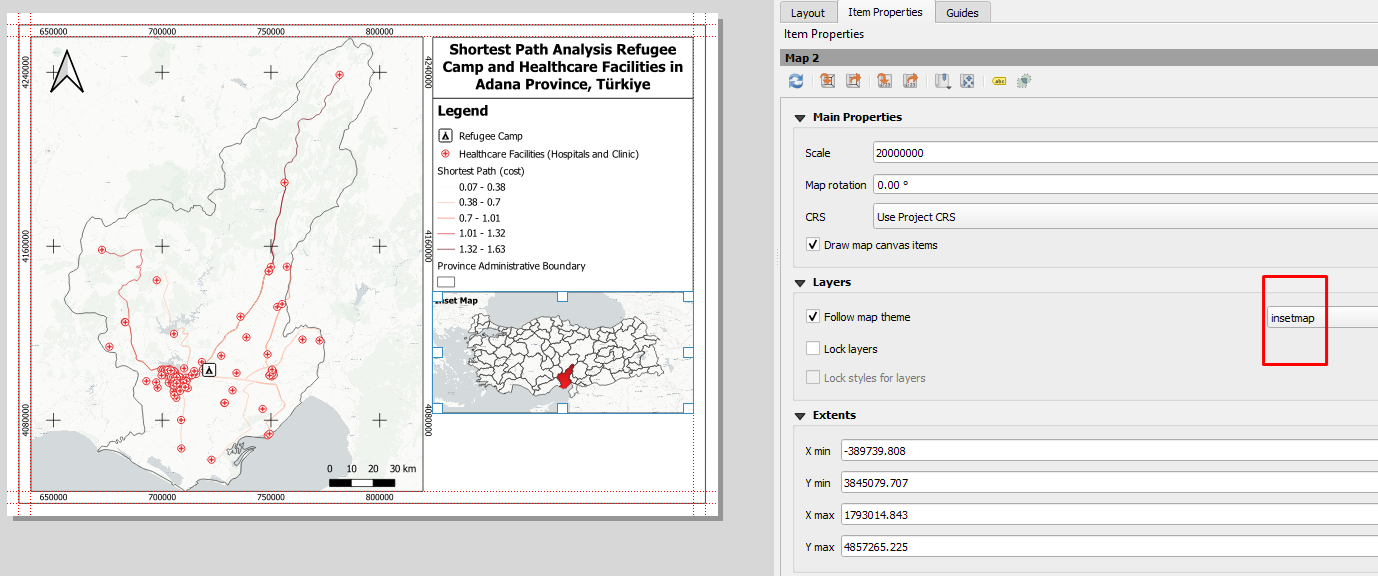 650000 700000 750000 800000
4240000
4160000
4080000
4240000
4160000
4080000
0 10 20 30 km
650000 700000 750000 800000
Shortest Path Analysis Refugee
Camp and Healthcare Facilities in
Adana Province, Türkiye
Legend
Refugee Camp
Healthcare Facilities (Hospitals and Clinic)
Shortest Path (cost)
0.07 - 0.38
0.38 - 0.7
0.7 - 1.01
1.01 - 1.32
1.32 - 1.63
Province Administrative Boundary
Inset Map
Layout Item Properties Guides
Item Properties
Map 2
abc
Main Properties
Scale 20000000
Map rotation 0.00 °
CRS Use Project CRS
Draw map canvas items
Layers
Follow map theme insetmap
Lock layers
Lock styles for layers
Extents
X min -389739.808
Y min 3845079.707
X max 1793014.843
Y max 4857265.225